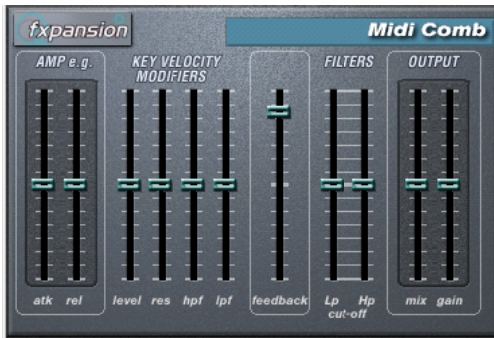 fxpansion
Midi Comb
AMP e.g.
KEY VELOCITY
MODIFIERS
FILTERS
OUTPUT
atk rel
level res hpf lpf
feedback
Lp Hp
cut-off
mix gain